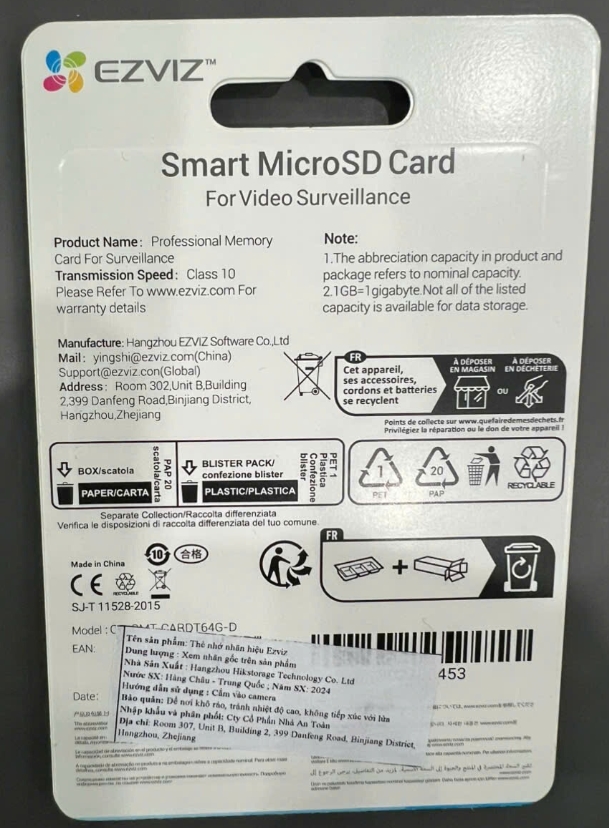 EZVIZ™
Smart MicroSD Card
For Video Surveillance
Product Name: Professional Memory
Card For Surveillance
Transmission Speed: Class 10
Please Refer To www.ezviz.com For
warranty details
Note:
1.The abbreciation capacity in product and
package refers to nominal capacity.
2.1GB=1gigabyte.Not all of the listed
capacity is available for data storage.
Manufacture: Hangzhou EZVIZ Software Co.,Ltd
Mail: yingshi@ezviz.com(China)
Support@ezviz.con(Global)
Address: Room 302,Unit B,Building
2,399 Danfeng Road,Binjiang District,
Hangzhou,Zhejiang
FR
Cet appareil,
ses accessoires,
cordons et batteries
se recyclent
À DÉPOSER
EN MAGASIN
OU
À DÉPOSER
EN DÉCHÈTERIE
Points de collecte sur www.quefairedemesdechets.fr
Privilégiez la réparation ou le don de votre appareil !
BOX/scatola
PAPER/CARTA
PAP 20
scatola/carta
BLISTER PACK/
confezione blister
PLASTIC/PLASTICA
PET 1
Plastica
Confezione
blister
1
PET
20
PAP
RECYCLABLE
Separate Collection/Raccolta differenziata
Verifica le disposizioni di raccolta differenziata del tuo comune.
FR
+
Made in China
10
合格
CE
RECYCLABLE
SJ-T 11528-2015
Model : CARDT64G-D
EAN:
453
Date:
Tên sản phẩm: Thẻ nhớ nhãn hiệu Ezviz
Dung lượng : Xem nhãn gốc trên sản phẩm
Nhà Sản Xuất : Hangzhou Hikstorage Technology Co. Ltd
Nước SX: Hàng Châu - Trung Quốc ; Năm SX: 2024
Hướng dẫn sử dụng : Cắm vào camera
Bảo quản: Để nơi khô ráo, tránh nhiệt độ cao, không tiếp xúc với lửa
Nhập khẩu và phân phối: Cty Cổ Phần Nhà An Toàn
Địa chỉ: Room 307, Unit B, Building 2, 399 Danfeng Road, Binjiang District,
Hangzhou, Zhejiang